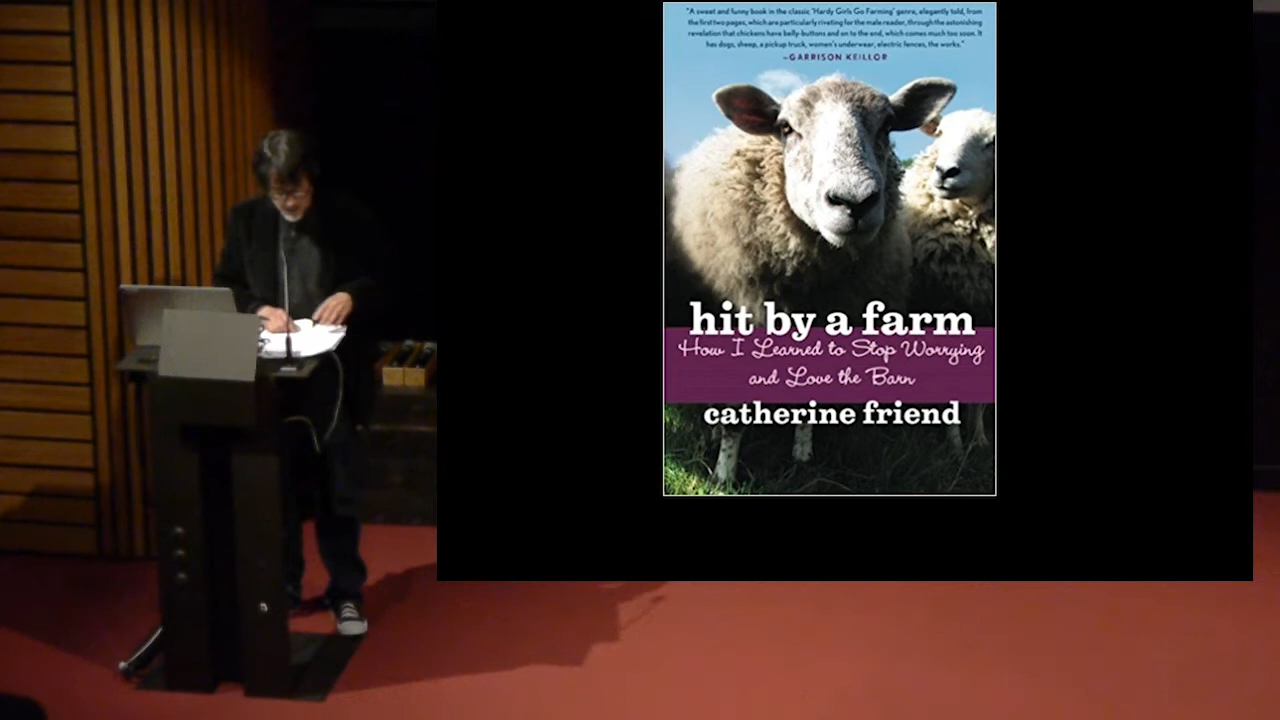 "A sweet and funny book in the classic 'Hardy Girls Go Farming' genre, elegantly told, from
the first two pages, which are particularly riveting for the male reader, through the astonishing
revelation that chickens have belly-buttons and on to the end, which comes much too soon. It
has dogs, sheep, a pickup truck, women's underwear, electric fences, the works."
–GARRISON KEILLOR
hit by a farm
How I Learned to Stop Worrying
and Love the Barn
catherine friend